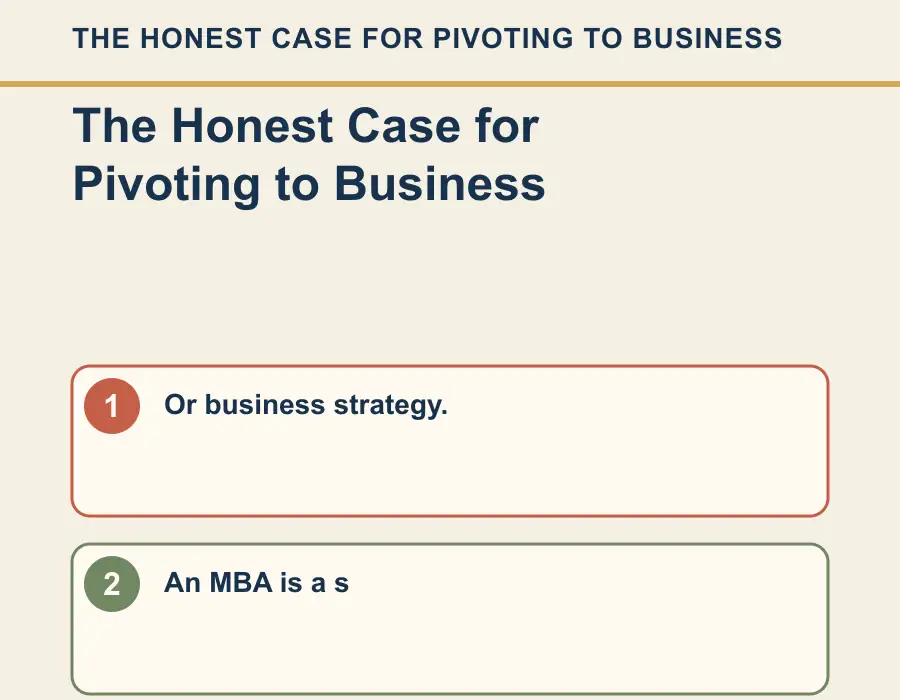 THE HONEST CASE FOR PIVOTING TO BUSINESS
The Honest Case for
Pivoting to Business
1
Or business strategy.
2
An MBA is a s